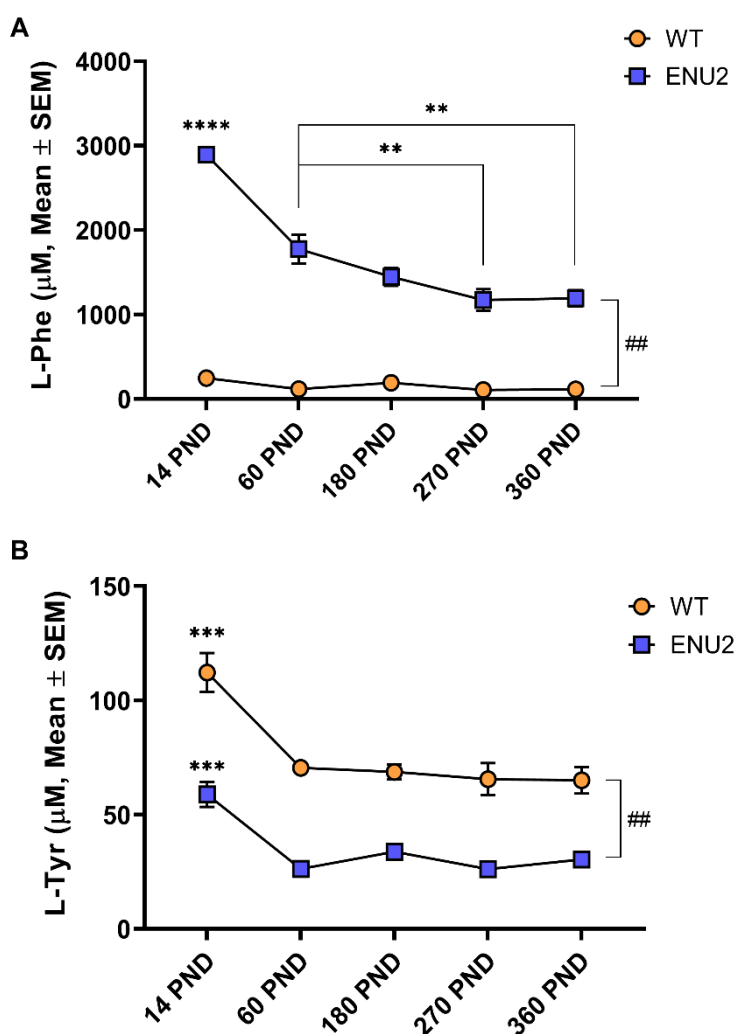 A
WT
ENU2
L-Phe (μM, Mean ± SEM)
4000
3000
2000
1000
0
****
**
**
##
14 PND
60 PND
180 PND
270 PND
360 PND
B
WT
ENU2
L-Tyr (μM, Mean ± SEM)
150
100
50
0
***
***
##
14 PND
60 PND
180 PND
270 PND
360 PND